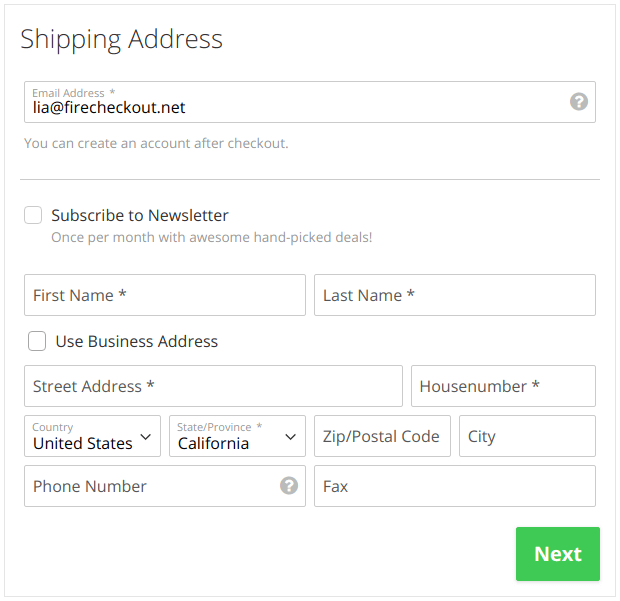 Shipping Address
Email Address *
lia@firecheckout.net
?
You can create an account after checkout.
Subscribe to Newsletter
Once per month with awesome hand-picked deals!
First Name * Last Name *
Use Business Address
Street Address * Housenumber *
Country State/Province *
United States California Zip/Postal Code City
Phone Number ? Fax
Next